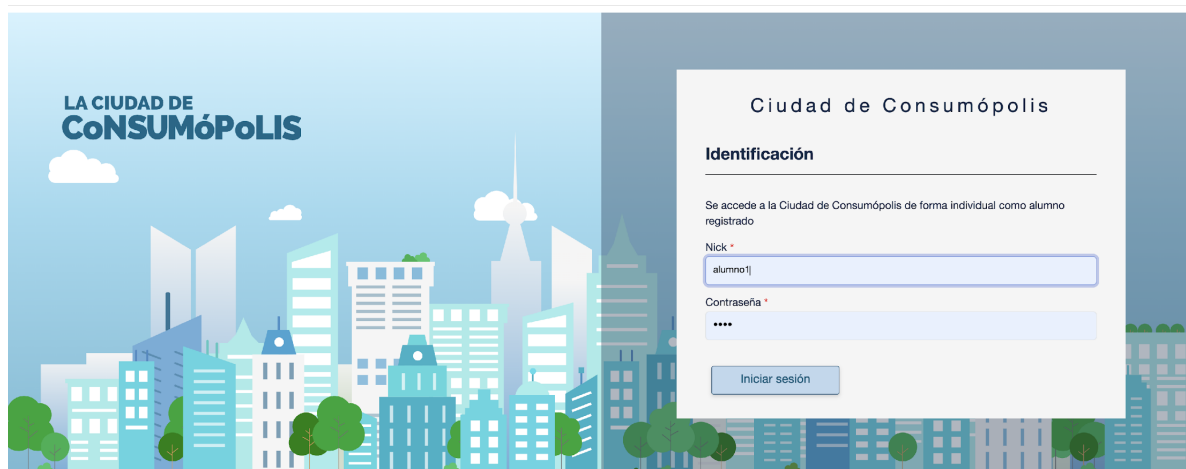 LA CIUDAD DE
CoNSUMóPoLIS
Ciudad de Consumópolis
Identificación
Se accede a la Ciudad de Consumópolis de forma individual como alumno
registrado
Nick *
alumno1
Contraseña *
••••
Iniciar sesión